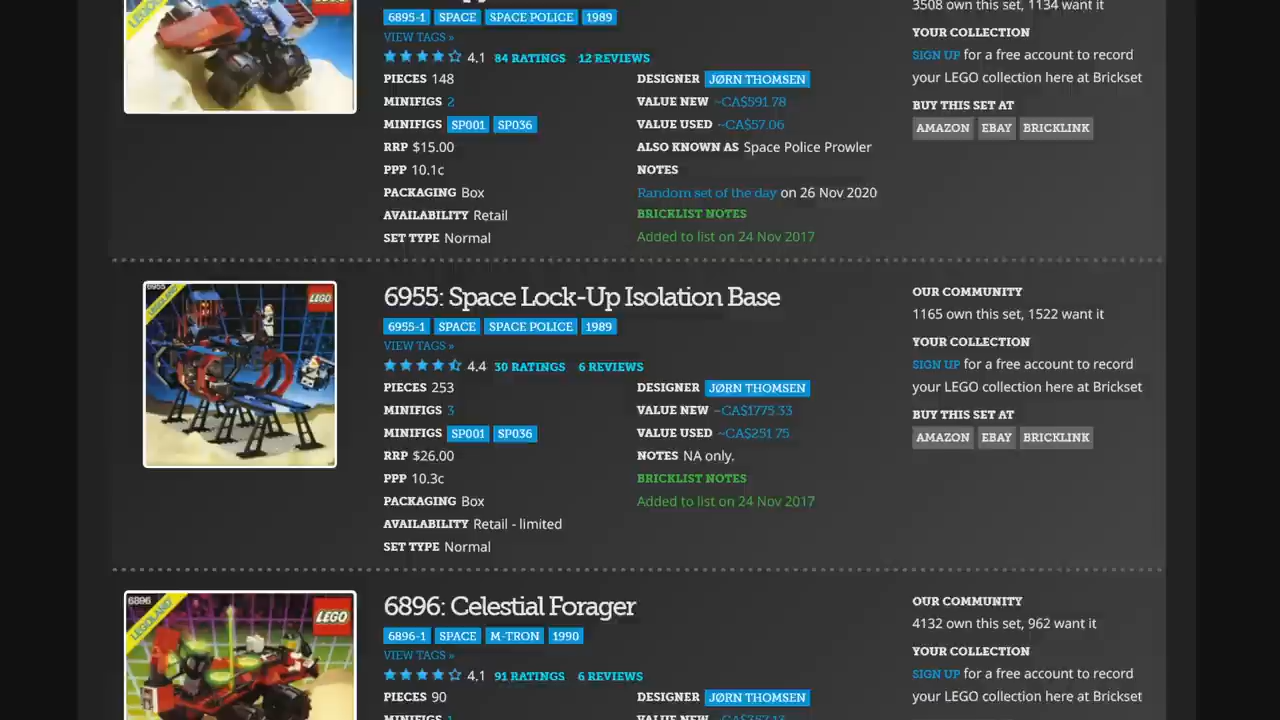 3508 own this set, 1134 want it
6895-1 SPACE SPACE POLICE 1989
VIEW TAGS »
4.1 84 RATINGS 12 REVIEWS
PIECES 148
MINIFIGS 2
MINIFIGS SP001 SP036
RRP $15.00
PPP 10.1c
PACKAGING Box
AVAILABILITY Retail
SET TYPE Normal
DESIGNER JØRN THOMSEN
VALUE NEW ~CA$591.78
VALUE USED ~CA$57.06
ALSO KNOWN AS Space Police Prowler
NOTES
Random set of the day on 26 Nov 2020
BRICKLIST NOTES
Added to list on 24 Nov 2017
YOUR COLLECTION
SIGN UP for a free account to record
your LEGO collection here at Brickset
BUY THIS SET AT
AMAZON EBAY BRICKLINK
6955
LEGOLAND
LEGO
6955: Space Lock-Up Isolation Base
6955-1 SPACE SPACE POLICE 1989
VIEW TAGS »
4.4 30 RATINGS 6 REVIEWS
PIECES 253
MINIFIGS 3
MINIFIGS SP001 SP036
RRP $26.00
PPP 10.3c
PACKAGING Box
AVAILABILITY Retail - limited
SET TYPE Normal
DESIGNER JØRN THOMSEN
VALUE NEW ~CA$1775.33
VALUE USED ~CA$251.75
NOTES NA only.
BRICKLIST NOTES
Added to list on 24 Nov 2017
OUR COMMUNITY
1165 own this set, 1522 want it
YOUR COLLECTION
SIGN UP for a free account to record
your LEGO collection here at Brickset
BUY THIS SET AT
AMAZON EBAY BRICKLINK
6896
LEGOLAND
LEGO
6896: Celestial Forager
6896-1 SPACE M-TRON 1990
VIEW TAGS »
4.1 91 RATINGS 6 REVIEWS
PIECES 90
MINIFIGS 1
DESIGNER JØRN THOMSEN
VALUE NEW
OUR COMMUNITY
4132 own this set, 962 want it
YOUR COLLECTION
SIGN UP for a free account to record
your LEGO collection here at Brickset